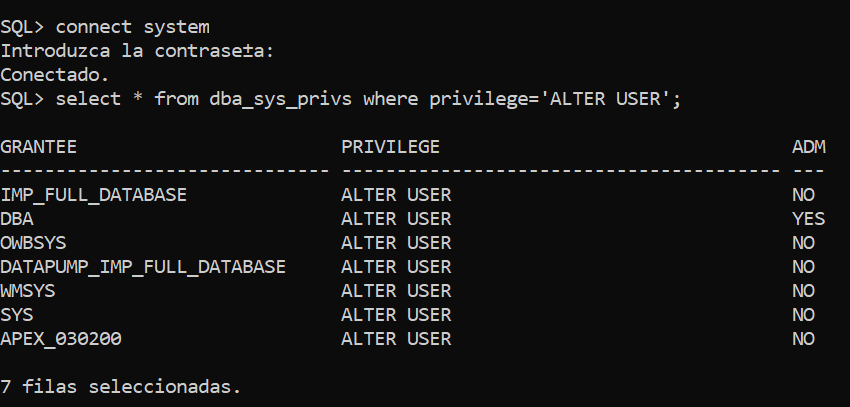 SQL> connect system
Introduzca la contrase±a:
Conectado.
SQL> select * from dba_sys_privs where privilege='ALTER USER';
GRANTEE                        PRIVILEGE                                ADM
------------------------------ ---------------------------------------- ---
IMP_FULL_DATABASE              ALTER USER                               NO
DBA                            ALTER USER                               YES
OWBSYS                         ALTER USER                               NO
DATAPUMP_IMP_FULL_DATABASE     ALTER USER                               NO
WMSYS                          ALTER USER                               NO
SYS                            ALTER USER                               NO
APEX_030200                    ALTER USER                               NO
7 filas seleccionadas.